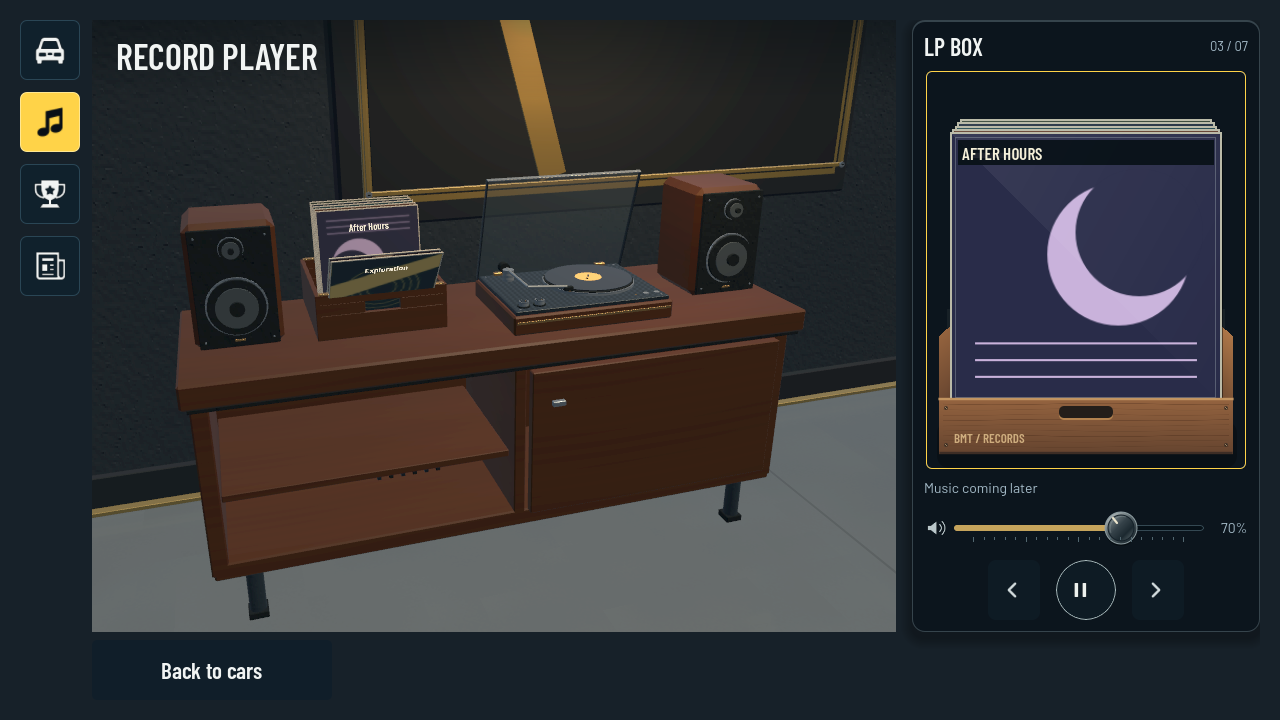 RECORD PLAYER
After Hours
Exploration
LP BOX
03 / 07
AFTER HOURS
BMT / RECORDS
Music coming later
70%
Back to cars